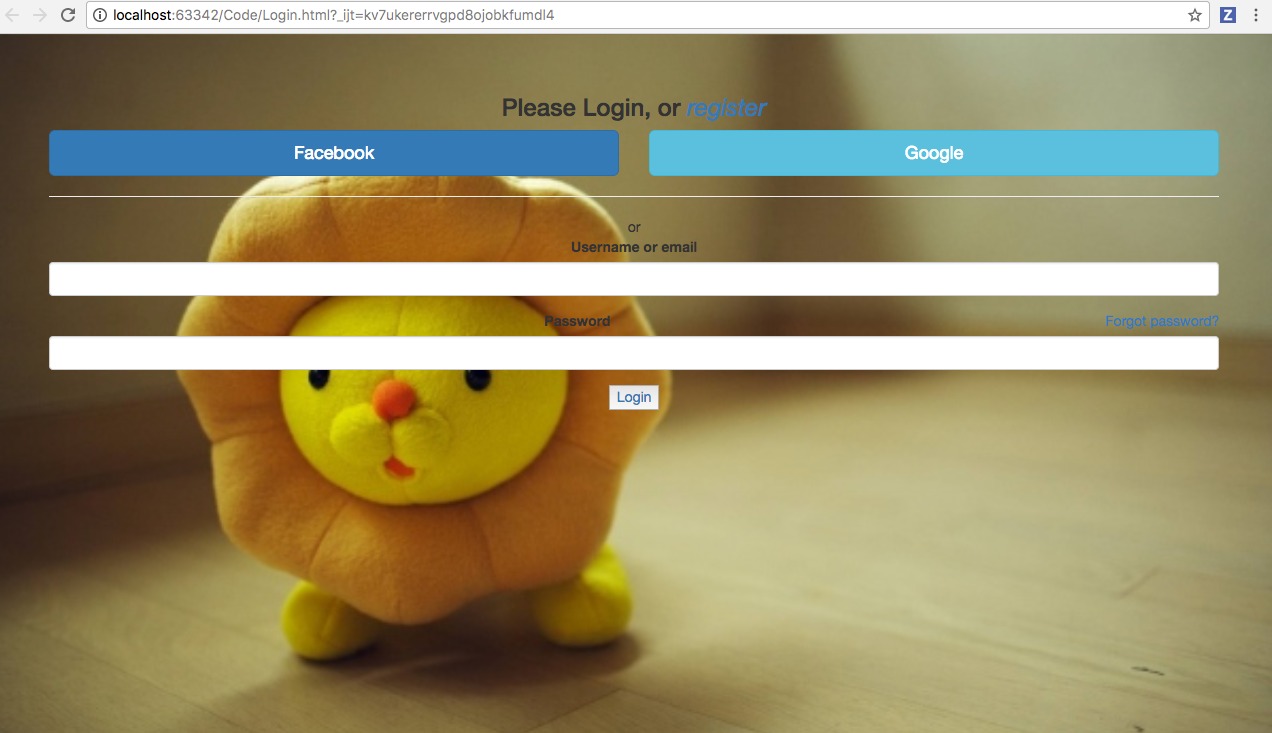 localhost:63342/Code/Login.html?_ijt=kv7ukererrvgpd8ojobkfumdl4
Z
Please Login, or register
Facebook
Google
or
Username or email
Password
Forgot password?
Login